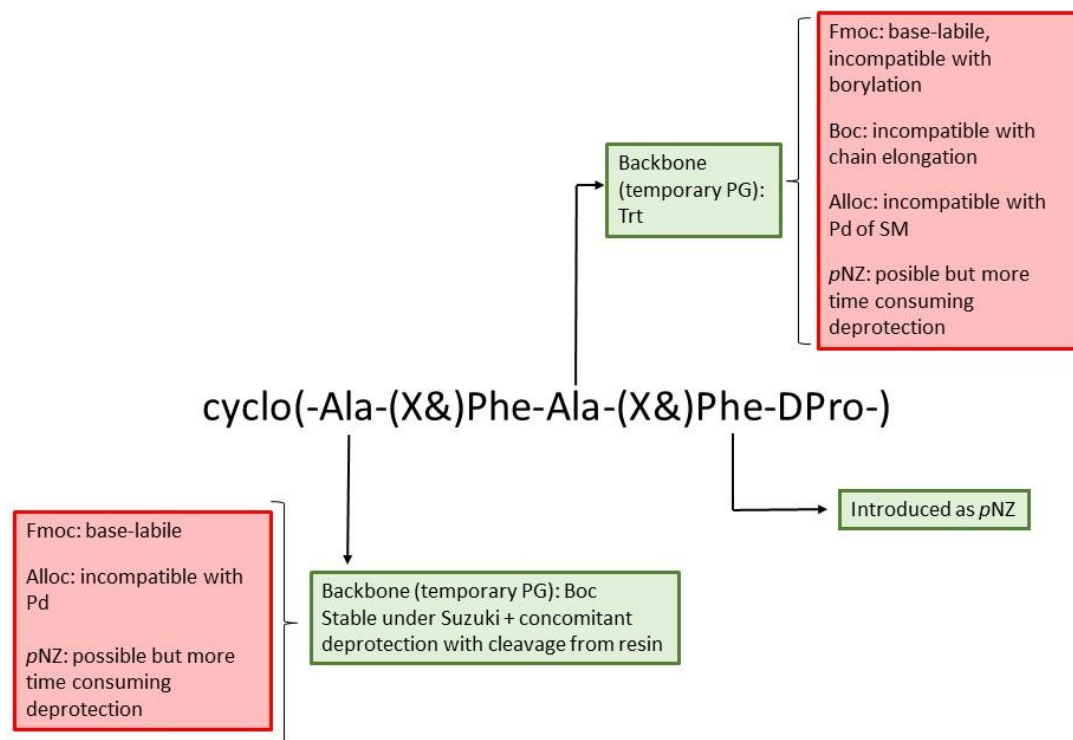 Fmoc: base-labile,
incompatible with
borylation
Boc: incompatible with
chain elongation
Alloc: incompatible with
Pd of SM
pNZ: posible but more
time consuming
deprotection
Backbone
(temporary PG):
Trt
cyclo(-Ala-(X&)Phe-Ala-(X&)Phe-DPro-)
Introduced as pNZ
Fmoc: base-labile
Alloc: incompatible with
Pd
pNZ: possible but more
time consuming
deprotection
Backbone (temporary PG): Boc
Stable under Suzuki + concomitant
deprotection with cleavage from resin